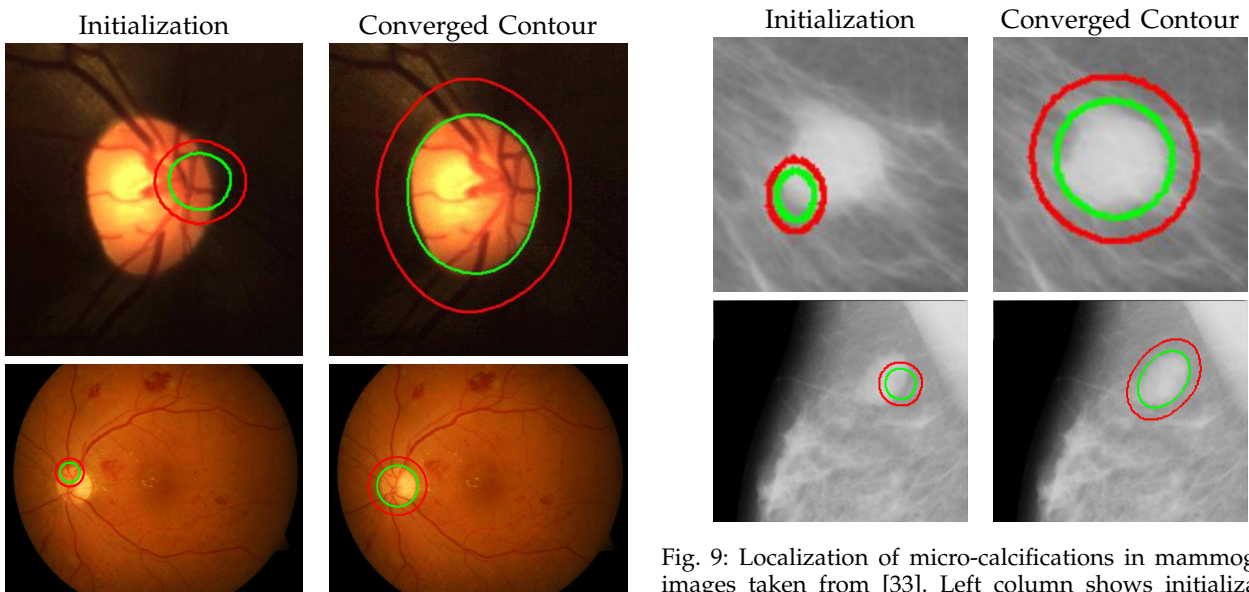 Initialization Converged Contour
Initialization Converged Contour
Fig. 9: Localization of micro-calcifications in mammog
images taken from [33]. Left column shows initializa